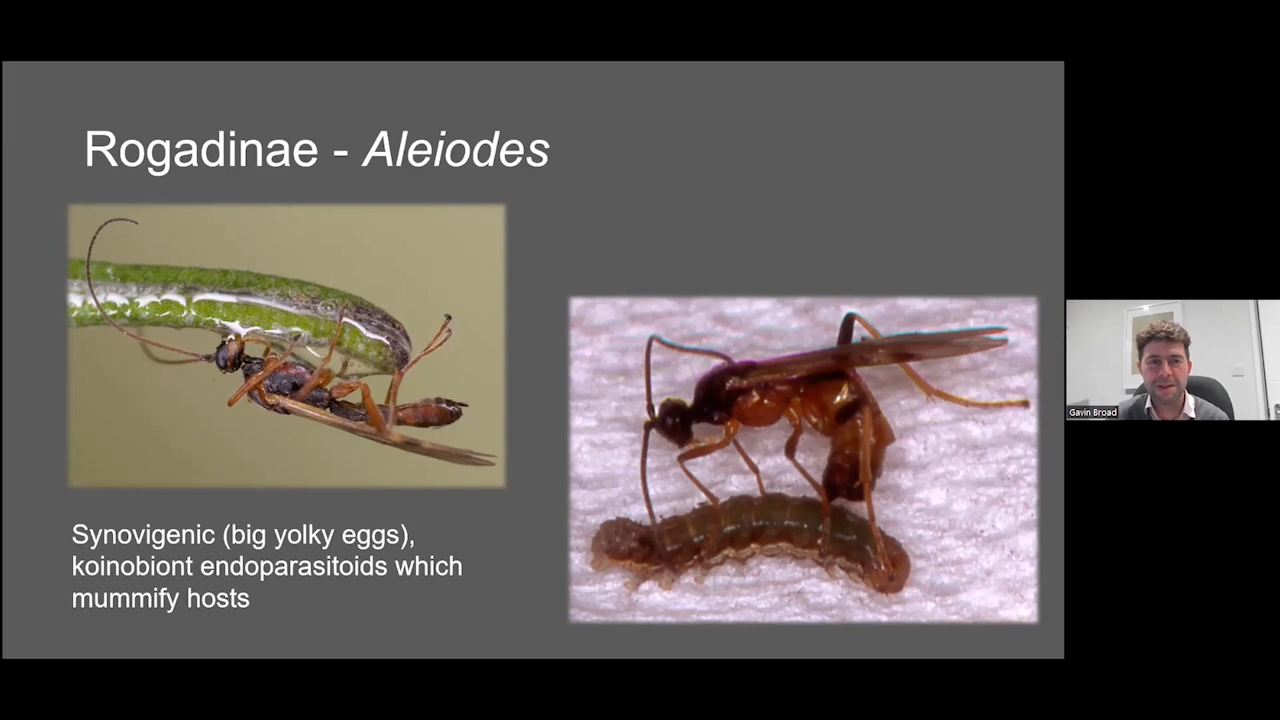 Rogadinae - Aleiodes
Synovigenic (big yolky eggs),
koinobiont endoparasitoids which
mummify hosts
Gavin Broad